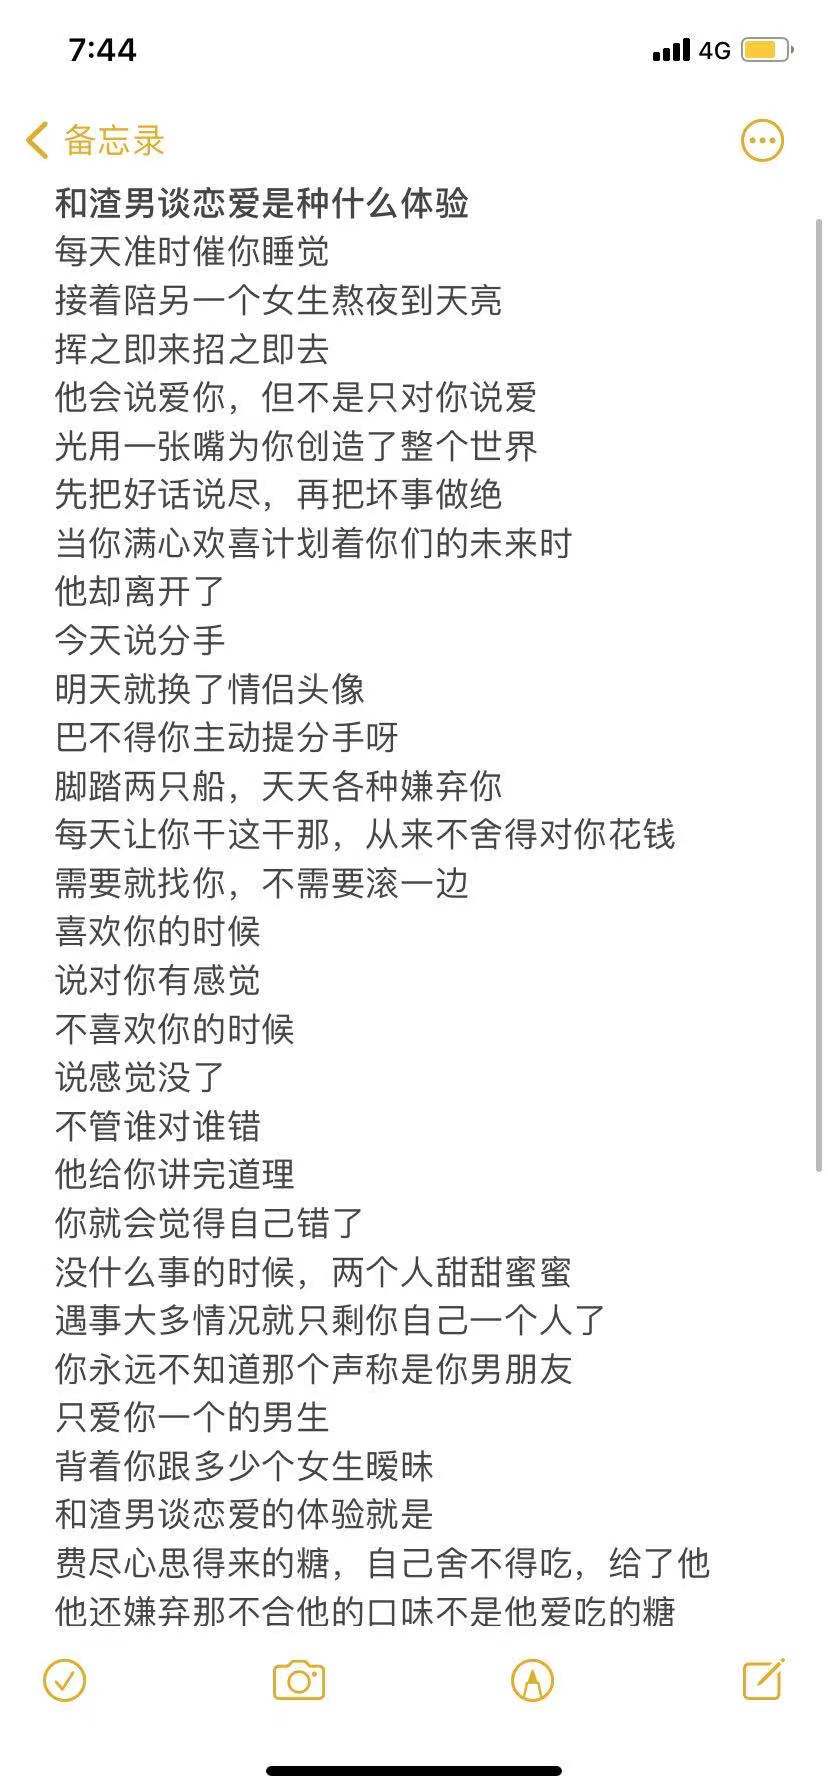 7:44
4G
备忘录
和渣男谈恋爱是种什么体验
每天准时催你睡觉
接着陪另一个女生熬夜到天亮
挥之即来招之即去
他会说爱你，但不是只对你说爱
光用一张嘴为你创造了整个世界
先把好话说尽，再把坏事做绝
当你满心欢喜计划着你们的未来时
他却离开了
今天说分手
明天就换了情侣头像
巴不得你主动提分手呀
脚踏两只船，天天各种嫌弃你
每天让你干这干那，从来不舍得对你花钱
需要就找你，不需要滚一边
喜欢你的时候
说对你有感觉
不喜欢你的时候
说感觉没了
不管谁对谁错
他给你讲完道理
你就会觉得自己错了
没什么事的时候，两个人甜甜蜜蜜
遇事大多情况就只剩你自己一个人了
你永远不知道那个声称是你男朋友
只爱你一个的男生
背着你跟多少个女生暧昧
和渣男谈恋爱的体验就是
费尽心思得来的糖，自己舍不得吃，给了他
他还嫌弃那不合他的口味不是他爱吃的糖